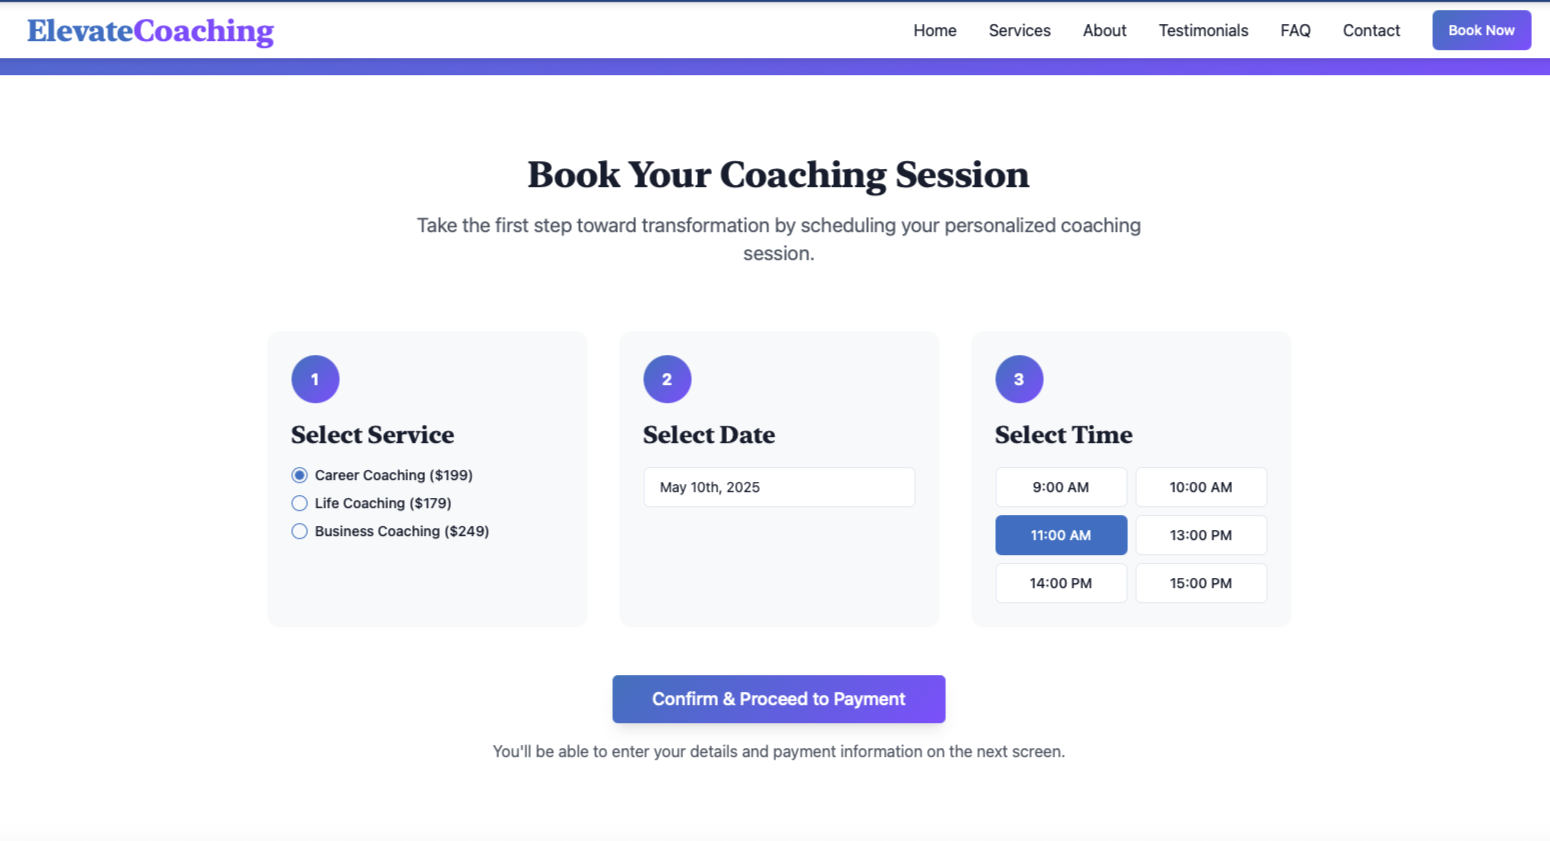 ElevateCoaching
Home
Services
About
Testimonials
FAQ
Contact
Book Now
Book Your Coaching Session
Take the first step toward transformation by scheduling your personalized coaching
session.
1
Select Service
Career Coaching ($199)
Life Coaching ($179)
Business Coaching ($249)
2
Select Date
May 10th, 2025
3
Select Time
9:00 AM
10:00 AM
11:00 AM
13:00 PM
14:00 PM
15:00 PM
Confirm & Proceed to Payment
You'll be able to enter your details and payment information on the next screen.